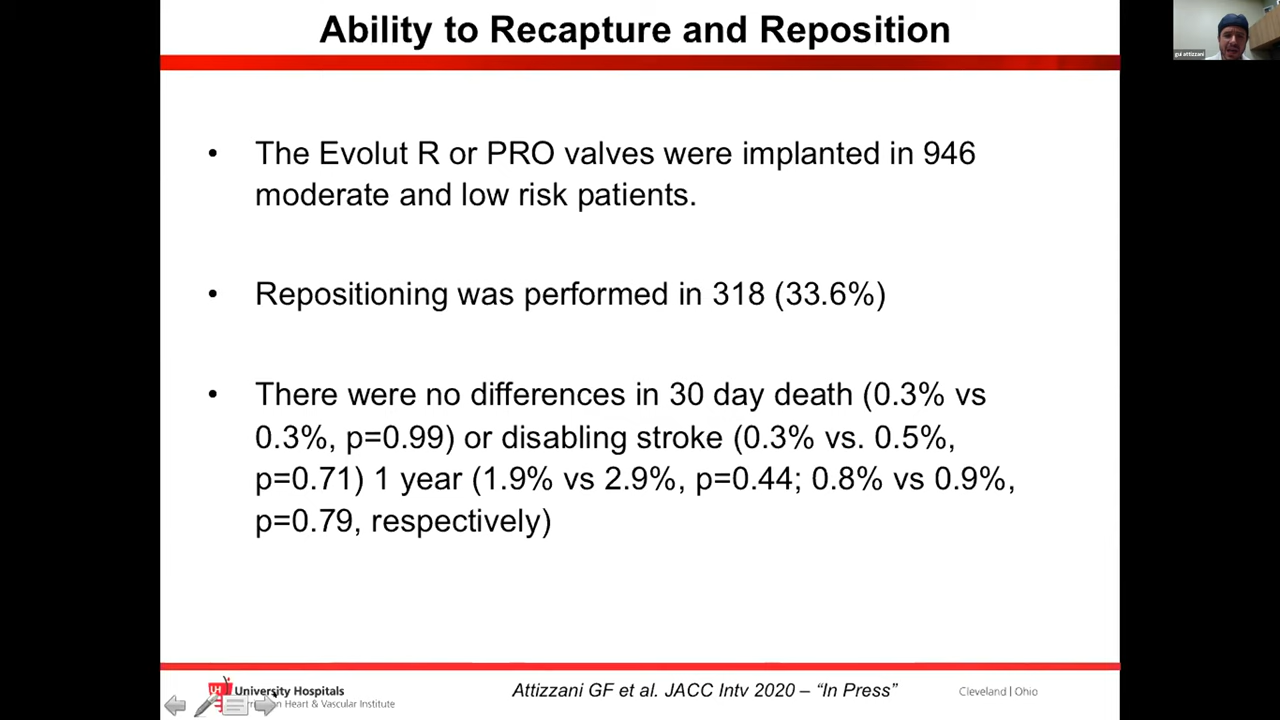 Ability to Recapture and Reposition
gui attizzani
• The Evolut R or PRO valves were implanted in 946
moderate and low risk patients.
• Repositioning was performed in 318 (33.6%)
• There were no differences in 30 day death (0.3% vs
0.3%, p=0.99) or disabling stroke (0.3% vs. 0.5%,
p=0.71) 1 year (1.9% vs 2.9%, p=0.44; 0.8% vs 0.9%,
p=0.79, respectively)
UH
University Hospitals
n Heart & Vascular Institute
Attizzani GF et al. JACC Intv 2020 – “In Press”
Cleveland | Ohio